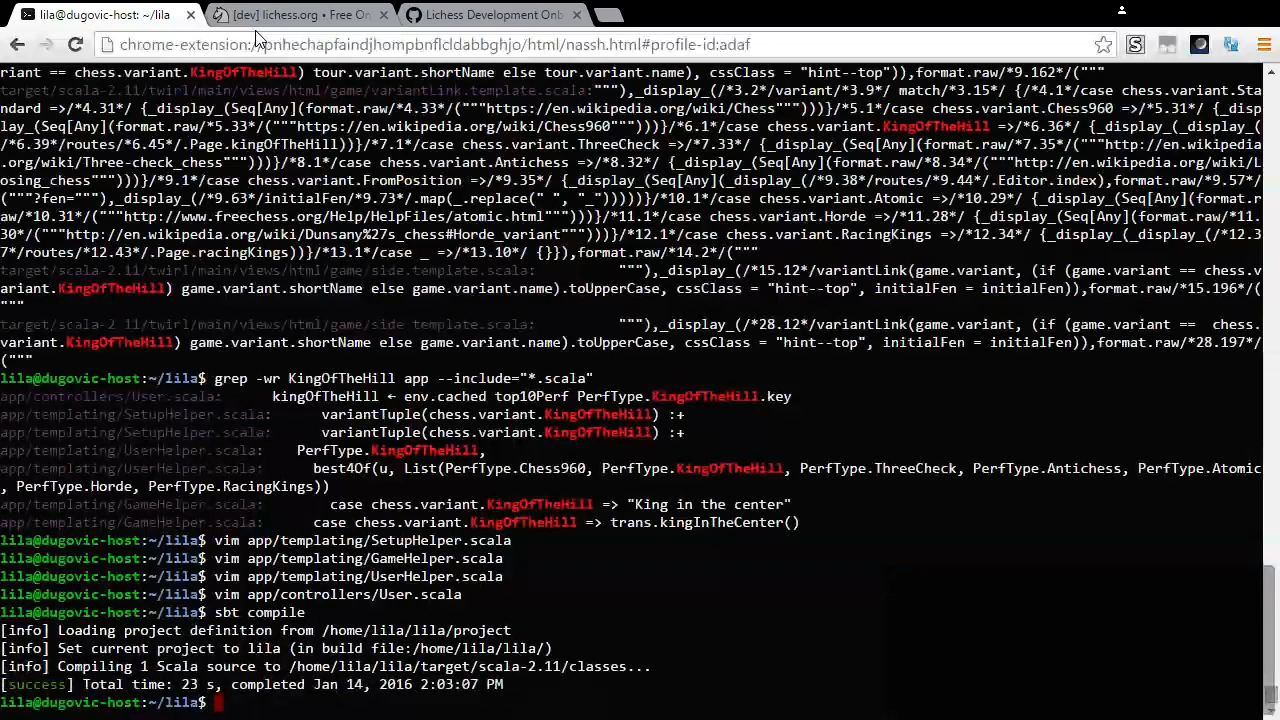 lila@dugovic-host: ~/lila
[dev] lichess.org • Free On
Lichess Development Onb
chrome-extension://pnhechapfaindjhompbnflcldabbghjo/html/nassh.html#profile-id:adaf
riant == chess.variant.KingOfTheHill) tour.variant.shortName else tour.variant.name), cssClass = "hint--top")),format.raw/*9.162*/("""
target/scala-2.11/twirl/main/views/html/game/variantLink.template.scala:"""),_display_(/*3.2*/variant/*3.9*/ match/*3.15*/ {/*4.1*/case chess.variant.Sta
ndard =>/*4.31*/ {_display_(Seq[Any](format.raw/*4.33*/("""https://en.wikipedia.org/wiki/Chess""")))}/*5.1*/case chess.variant.Chess960 =>/*5.31*/ {_disp
lay_(Seq[Any](format.raw/*5.33*/("""https://en.wikipedia.org/wiki/Chess960""")))}/*6.1*/case chess.variant.KingOfTheHill =>/*6.36*/ {_display_(_display_(
/*6.39*/routes/*6.45*/.Page.kingOfTheHill))}/*7.1*/case chess.variant.ThreeCheck =>/*7.33*/ {_display_(Seq[Any](format.raw/*7.35*/("""https://en.wikipedia
.org/wiki/Three-check_chess""")))}/*8.1*/case chess.variant.Antichess =>/*8.32*/ {_display_(Seq[Any](format.raw/*8.34*/("""http://en.wikipedia.org/wiki/L
osing_chess""")))}/*9.1*/case chess.variant.FromPosition =>/*9.35*/ {_display_(Seq[Any](_display_(/*9.38*/routes/*9.44*/.Editor.index),format.raw/*9.57*/
("""?fen="""),_display_(/*9.63*/initialFen/*9.73*/.map(_.replace(" ", "_"))))}/*10.1*/case chess.variant.Atomic =>/*10.29*/ {_display_(Seq[Any](format.r
aw/*10.31*/("""http://www.freechess.org/Help/HelpFiles/atomic.html""")))}/*11.1*/case chess.variant.Horde =>/*11.28*/ {_display_(Seq[Any](format.raw/*11.
30*/("""http://en.wikipedia.org/wiki/Dunsany%27s_chess#Horde_variant""")))}/*12.1*/case chess.variant.RacingKings =>/*12.34*/ {_display_(_display_(/*12.3
7*/routes/*12.43*/.Page.racingKings))}/*13.1*/case _ =>/*13.10*/ {}}),format.raw/*14.2*/("""
target/scala-2.11/twirl/main/views/html/game/side.template.scala: """),_display_(/*15.12*/variantLink(game.variant, (if (game.variant == chess.v
ariant.KingOfTheHill) game.variant.shortName else game.variant.name).toUpperCase, cssClass = "hint--top", initialFen = initialFen)),format.raw/*15.196*/(
"""
target/scala-2 11/twirl/main/views/html/game/side template.scala: """),_display_(/*28.12*/variantLink(game.variant, (if (game.variant == chess.
variant.KingOfTheHill) game.variant.shortName else game.variant.name).toUpperCase, cssClass = "hint--top", initialFen = initialFen)),format.raw/*28.197*/
("""
lila@dugovic-host:~/lila$ grep -wr KingOfTheHill app --include="*.scala"
app/controllers/User.scala: kingOfTheHill ← env.cached top10Perf PerfType.KingOfTheHill.key
app/templating/SetupHelper.scala: variantTuple(chess.variant.KingOfTheHill) :+
app/templating/SetupHelper.scala: variantTuple(chess.variant.KingOfTheHill) :+
app/templating/UserHelper.scala: PerfType.KingOfTheHill,
app/templating/UserHelper.scala: best4Of(u, List(PerfType.Chess960, PerfType.KingOfTheHill, PerfType.ThreeCheck, PerfType.Antichess, PerfType.Atomic
, PerfType.Horde, PerfType.RacingKings))
app/templating/GameHelper.scala: case chess.variant.KingOfTheHill => "King in the center"
app/templating/GameHelper.scala: case chess.variant.KingOfTheHill => trans.kingInTheCenter()
lila@dugovic-host:~/lila$ vim app/templating/SetupHelper.scala
lila@dugovic-host:~/lila$ vim app/templating/GameHelper.scala
lila@dugovic-host:~/lila$ vim app/templating/UserHelper.scala
lila@dugovic-host:~/lila$ vim app/controllers/User.scala
lila@dugovic-host:~/lila$ sbt compile
[info] Loading project definition from /home/lila/lila/project
[info] Set current project to lila (in build file:/home/lila/lila/)
[info] Compiling 1 Scala source to /home/lila/lila/target/scala-2.11/classes...
[success] Total time: 23 s, completed Jan 14, 2016 2:03:07 PM
lila@dugovic-host:~/lila$